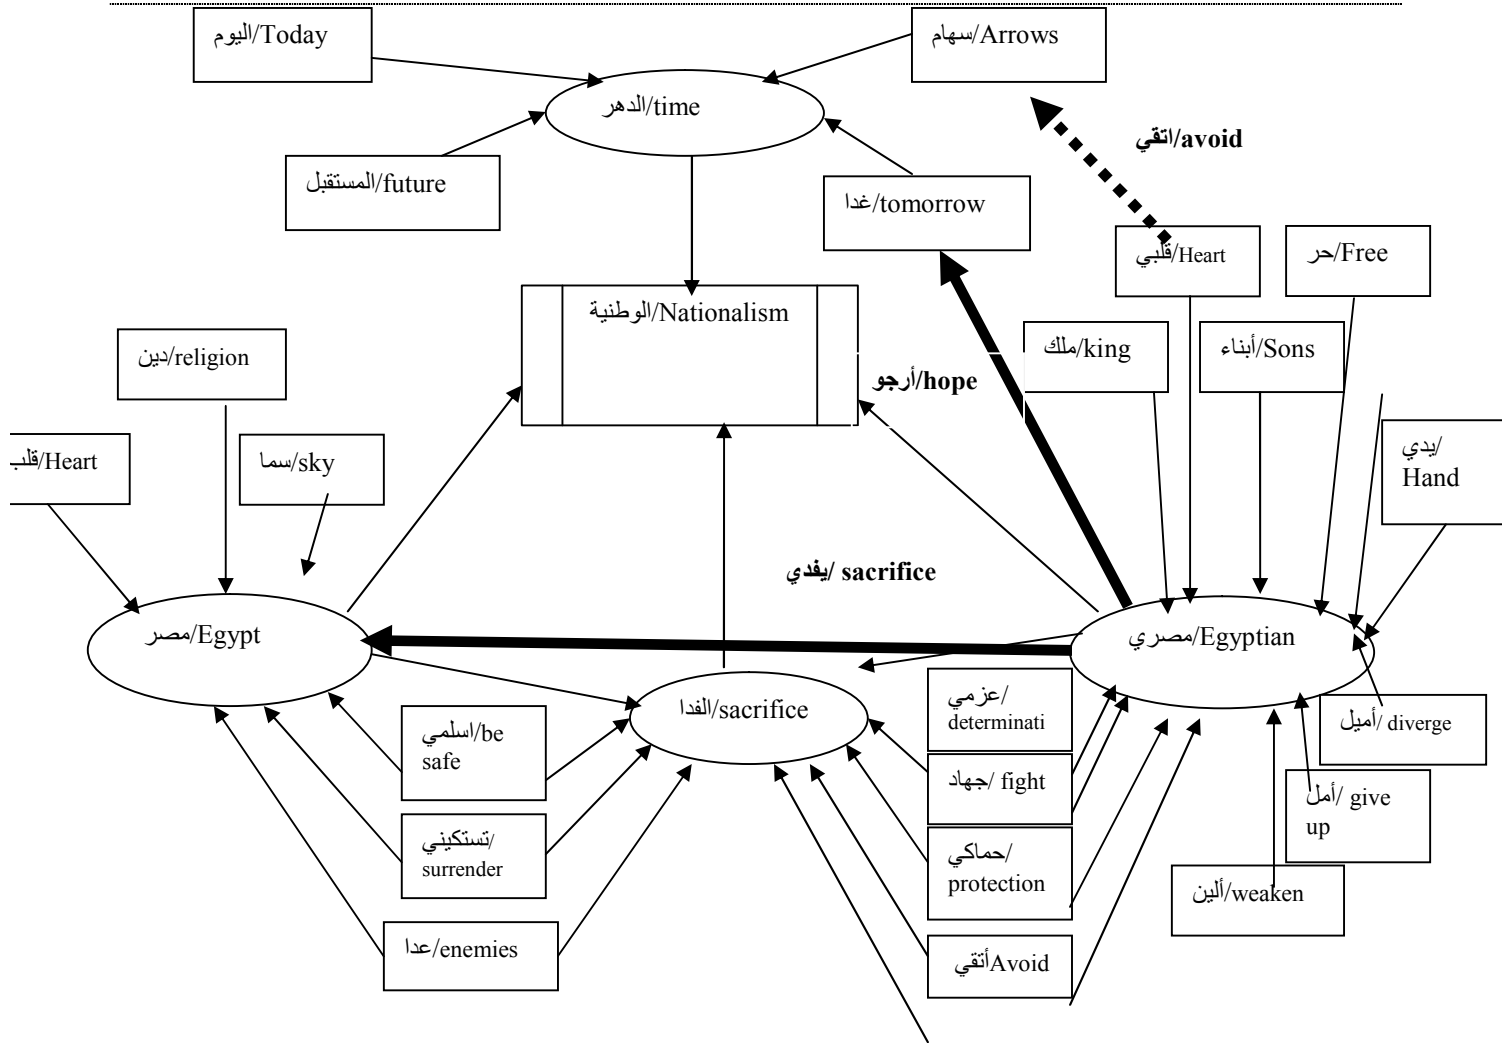 اليوم/Today
سهام/Arrows
الدهر/time
اتقي/avoid
المستقبل/future
غدا/tomorrow
قلبي/Heart
حر/Free
الوطنية/Nationalism
ملك/king
أبناء/Sons
دين/religion
أرجو/hope
قلب/Heart
سما/sky
يدي/
Hand
يفدي/ sacrifice
مصر/Egypt
مصري/Egyptian
الفدا/sacrifice
عزمي/
determinati
اسلمي/be
safe
أميل/ diverge
جهاد/ fight
أمل/ give
up
تستكيني/
surrender
حماكي/
protection
ألين/weaken
عدا/enemies
أتقيAvoid